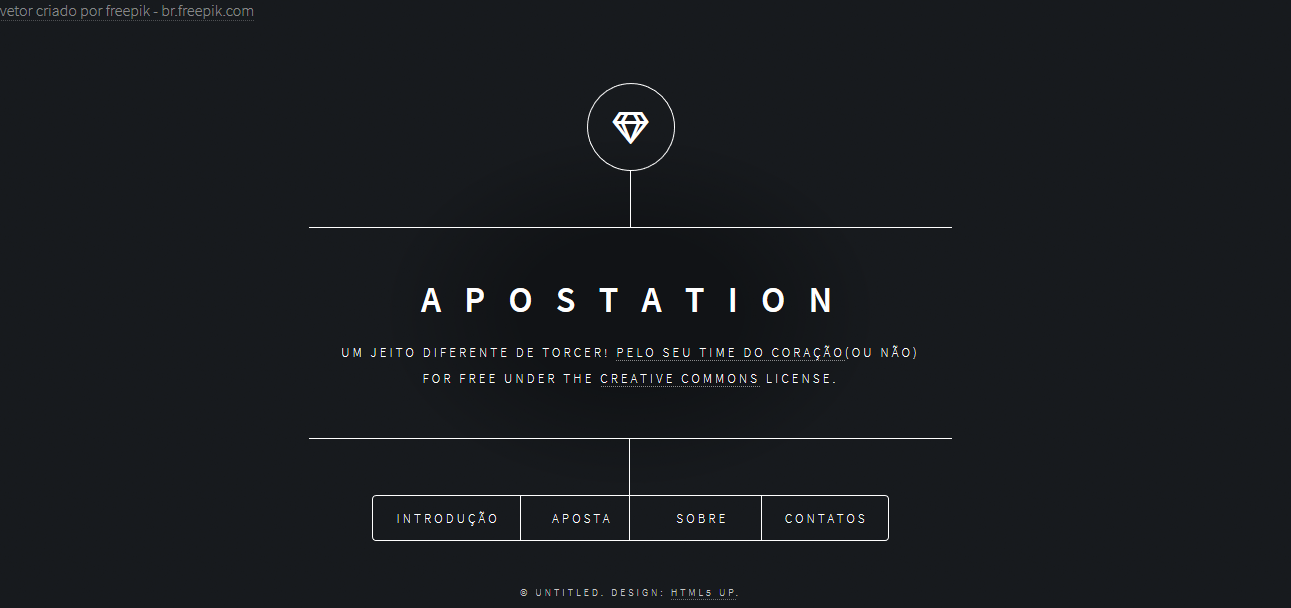 vetor criado por freepik - br.freepik.com
APOSTATION
UM JEITO DIFERENTE DE TORCER! PELO SEU TIME DO CORAÇÃO(OU NÃO)
FOR FREE UNDER THE CREATIVE COMMONS LICENSE.
INTRODUÇÃO APOSTA SOBRE CONTATOS
© UNTITLED. DESIGN: HTML5 UP.